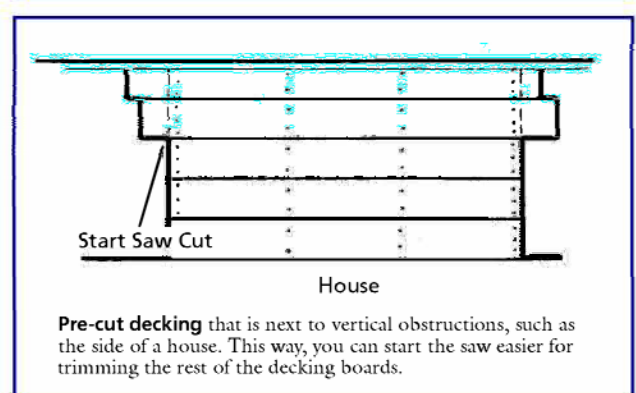 Start Saw Cut
House
Pre-cut decking that is next to vertical obstructions, such as
the side of a house. This way, you can start the saw easier for
trimming the rest of the decking boards.